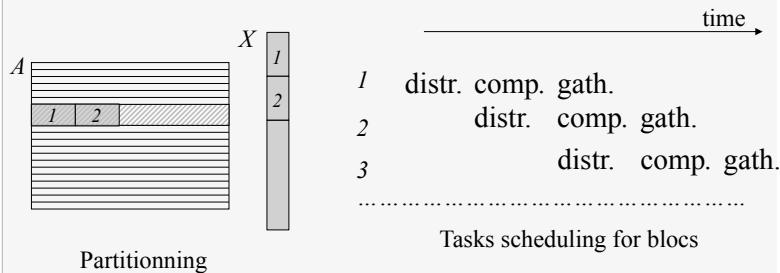 time
X
A
1
2
1 2
1 distr. comp. gath.
2 distr. comp. gath.
3 distr. comp. gath.
………………………………………………
Tasks scheduling for blocs
Partitionning